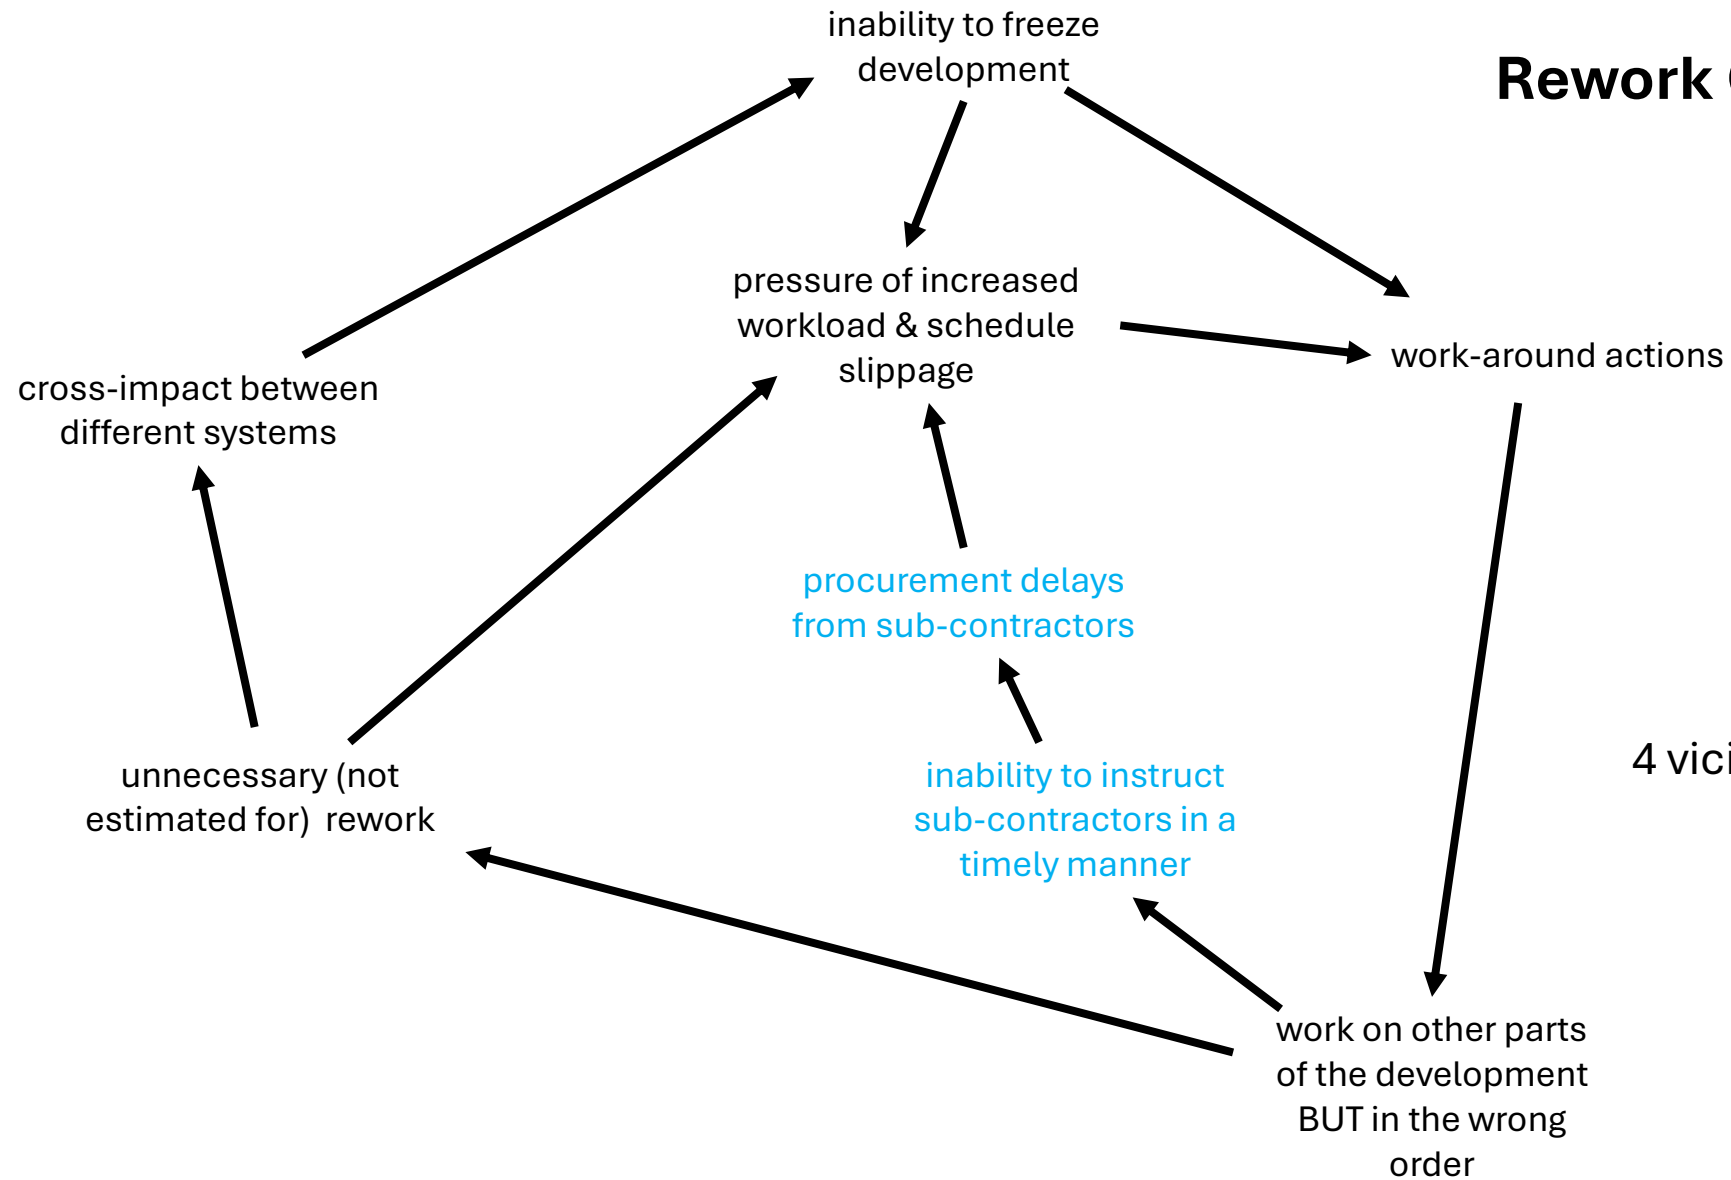 inability to freeze
development
Rework
pressure of increased
workload & schedule
slippage
work-around actions
cross-impact between
different systems
procurement delays
from sub-contractors
unnecessary (not
estimated for) rework
inability to instruct
sub-contractors in a
timely manner
4 vici
work on other parts
of the development
BUT in the wrong
order